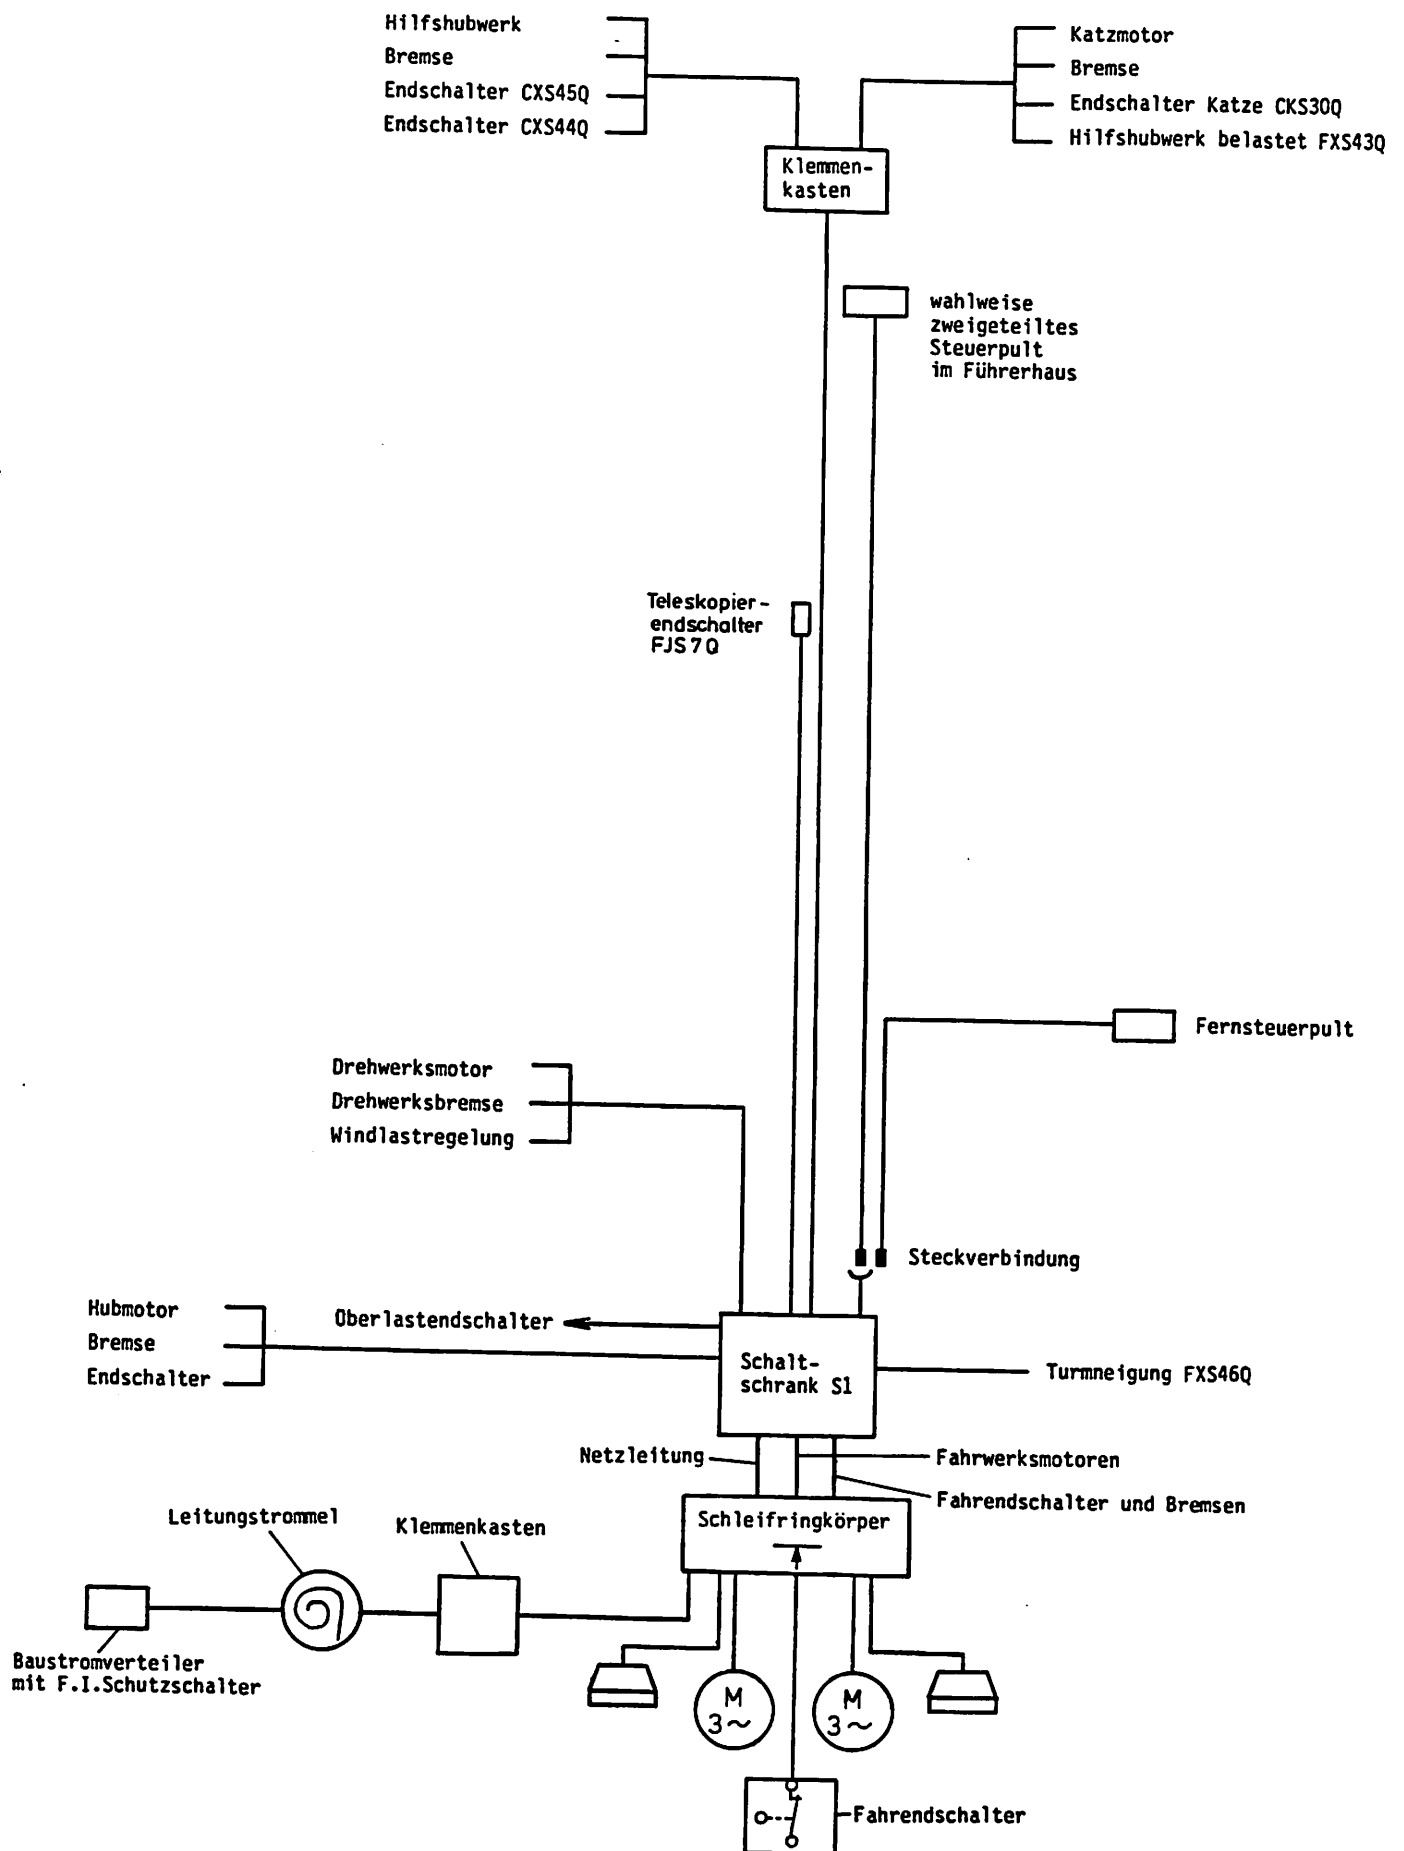 Hilfshubwerk
Bremse
Endschalter CXS45Q
Endschalter CXS44Q
Katzmotor
Bremse
Endschalter Katze CKS30Q
Hilfshubwerk belastet FXS43Q
Klemmen-
kasten
wahlweise
zweigeteiltes
Steuerpult
im Führerhaus
Teleskopier-
endschalter
FJS7Q
Fernsteuerpult
Drehwerksmotor
Drehwerksbremse
Windlastregelung
Steckverbindung
Hubmotor
Bremse
Endschalter
Oberlastendschalter
Schalt-
schrank S1
Turmneigung FXS46Q
Netzleitung
Fahrwerksmotoren
Fahrendschalter und Bremsen
Leitungstrommel
Klemmenkasten
Schleifringkörper
Baustromverteiler
mit F.I.Schutzschalter
M
3~
M
3~
Fahrendschalter